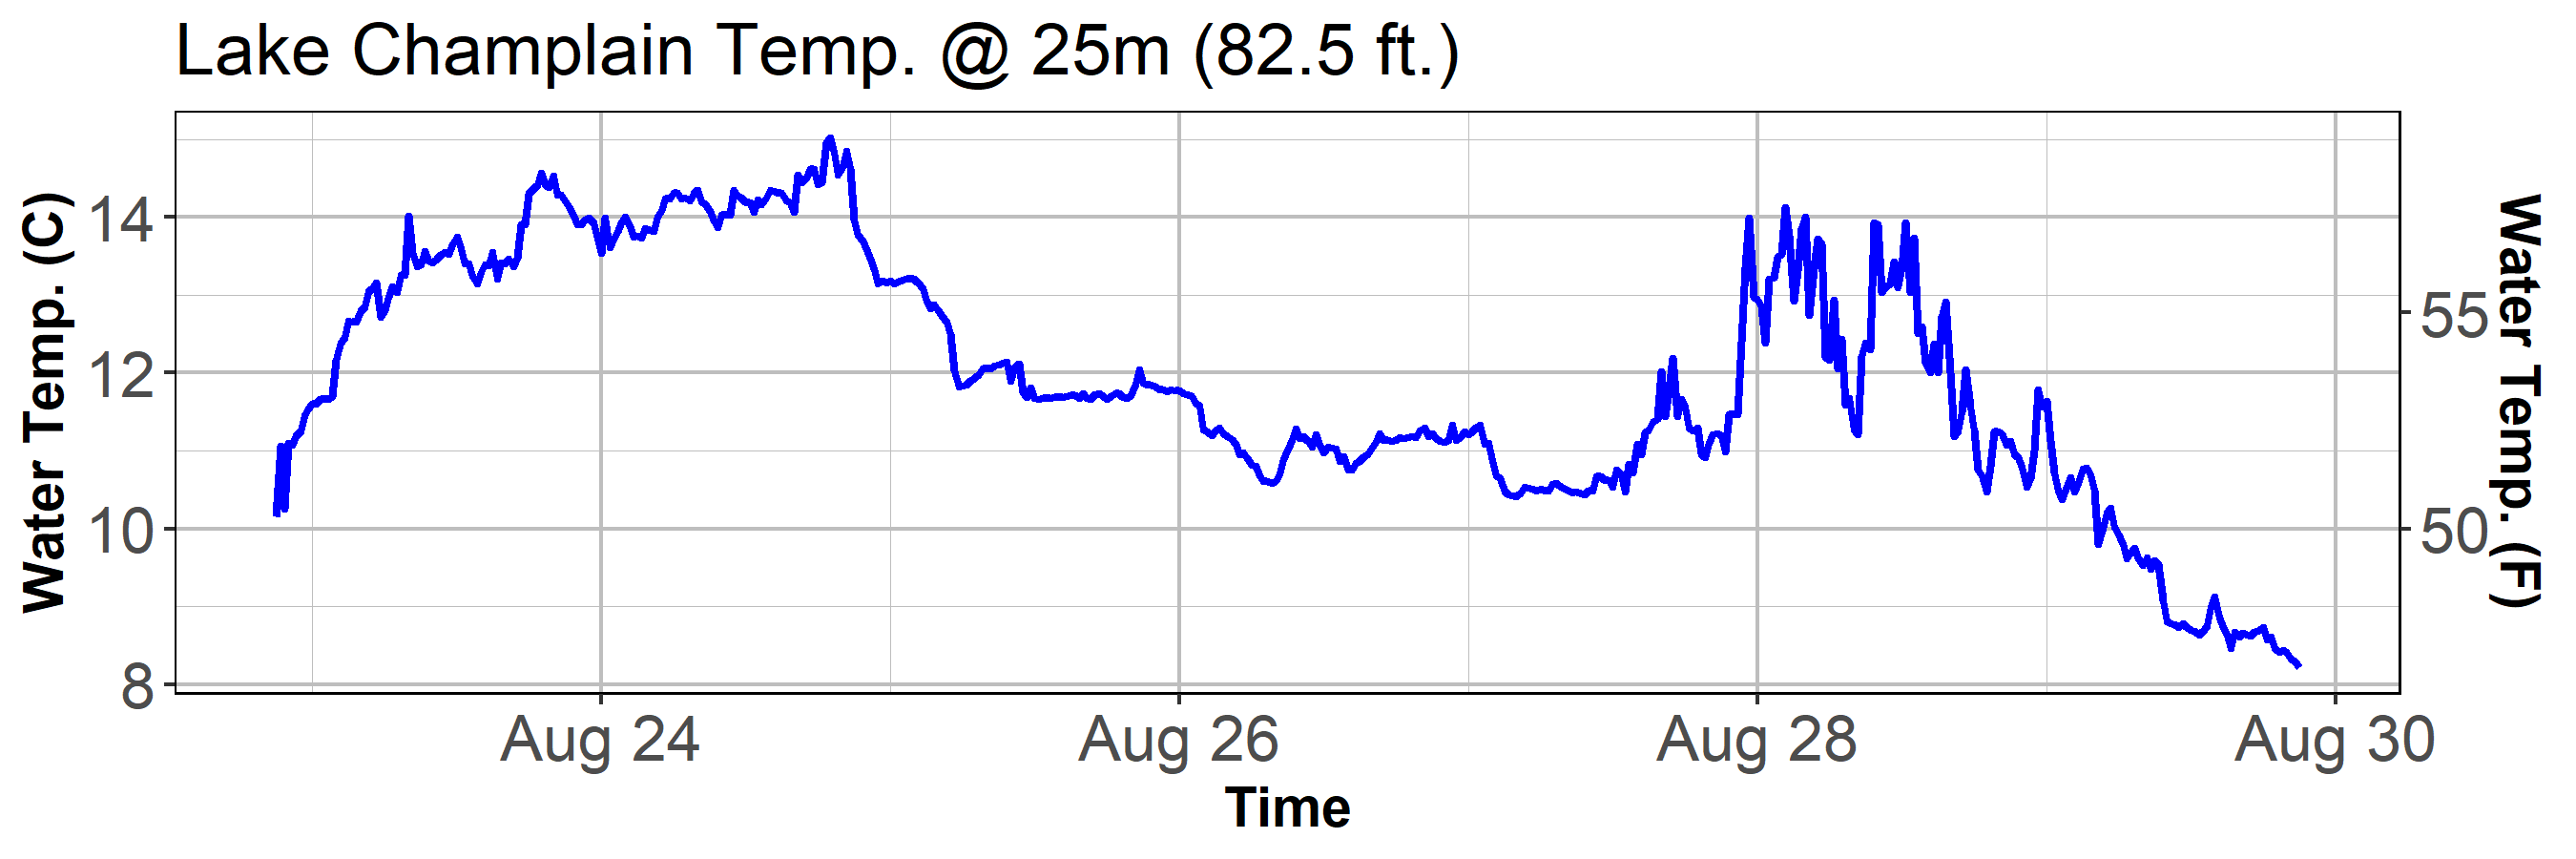 Lake Champlain Temp. @ 25m (82.5 ft.)
Water Temp. (C)
14
12
10
8
55
50
Water Temp. (F)
Aug 24
Aug 26
Aug 28
Aug 30
Time